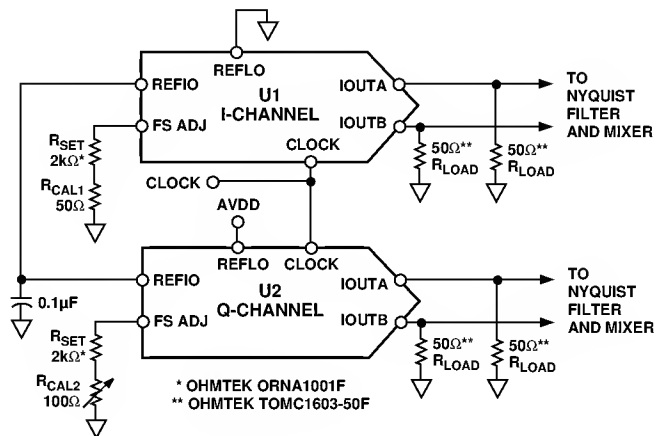 REFLO
REFIO
U1
I-CHANNEL
IOUTA
TO
NYQUIST
FILTER
AND MIXER
FS ADJ
IOUTB
RSET
2kΩ*
CLOCK
50Ω**
RLOAD
50Ω**
RLOAD
RCAL1
50Ω
CLOCK
AVDD
REFLO
CLOCK
REFIO
U2
Q-CHANNEL
IOUTA
TO
NYQUIST
FILTER
AND MIXER
0.1µF
FS ADJ
IOUTB
RSET
2kΩ*
50Ω**
RLOAD
50Ω**
RLOAD
RCAL2
100Ω
* OHMTEK ORNA1001F
** OHMTEK TOMC1603-50F